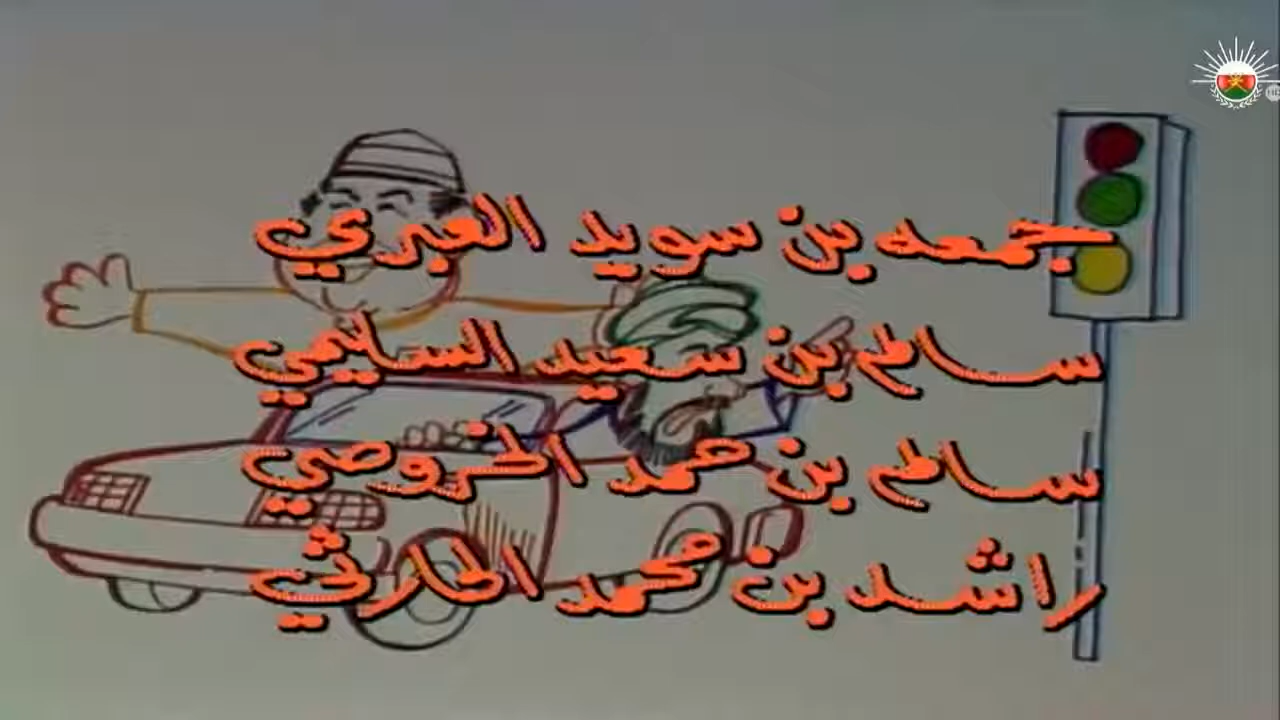 جمعه بن سويد العبري
سالم بن سعيد السليمي
سالم بن حمد الخروصي
راشد بن محمد الحارثي